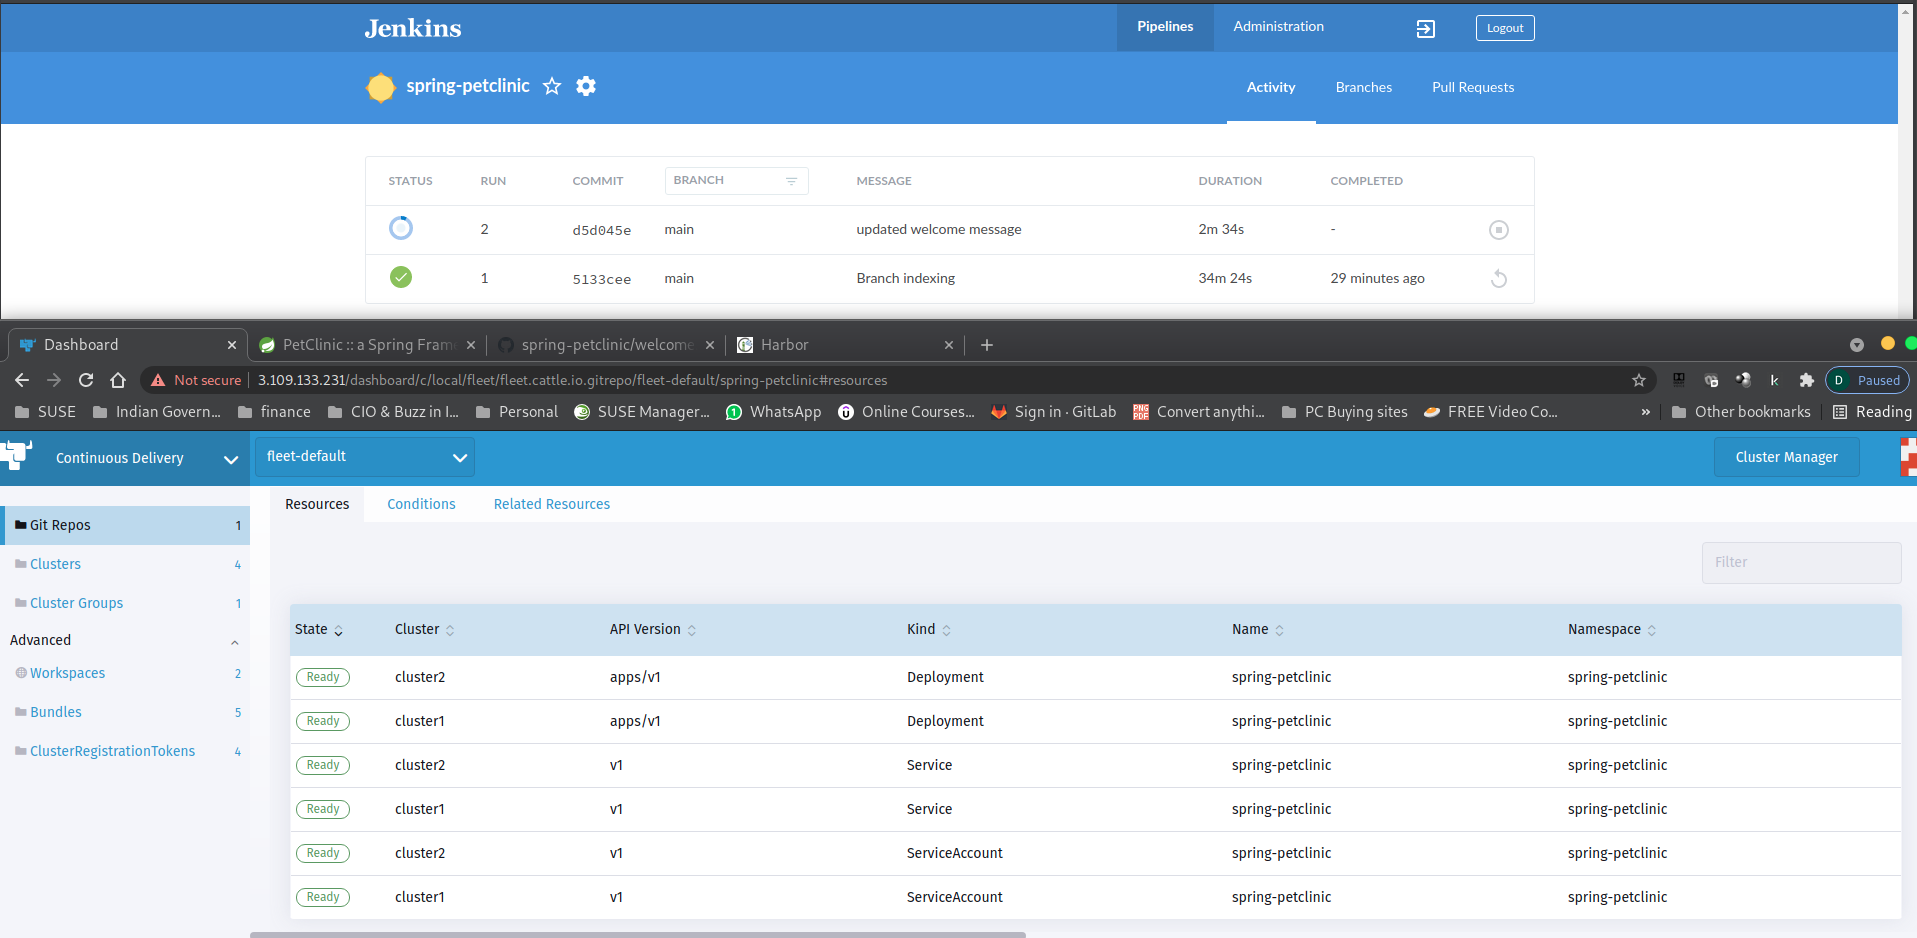 Jenkins Pipelines Administration Logout
spring-petclinic Activity Branches Pull Requests
STATUS RUN COMMIT BRANCH MESSAGE DURATION COMPLETED
2 d5d045e main updated welcome message 2m 34s -
1 5133cee main Branch indexing 34m 24s 29 minutes ago
Dashboard PetClinic :: a Spring Fram spring-petclinic/welcome Harbor
Not secure 3.109.133.231/dashboard/c/local/fleet/fleet.cattle.io.gitrepo/fleet-default/spring-petclinic#resources k D Paused
SUSE Indian Govern... finance CIO & Buzz in I... Personal SUSE Manager... WhatsApp Online Courses... Sign in · GitLab PNG PDF Convert anythi... PC Buying sites FREE Video Co... » Other bookmarks Reading
Continuous Delivery fleet-default Cluster Manager
Resources Conditions Related Resources
Git Repos 1
Clusters 4
Cluster Groups 1
Advanced
Workspaces 2
Bundles 5
ClusterRegistrationTokens 4
Filter
State Cluster API Version Kind Name Namespace
Ready cluster2 apps/v1 Deployment spring-petclinic spring-petclinic
Ready cluster1 apps/v1 Deployment spring-petclinic spring-petclinic
Ready cluster2 v1 Service spring-petclinic spring-petclinic
Ready cluster1 v1 Service spring-petclinic spring-petclinic
Ready cluster2 v1 ServiceAccount spring-petclinic spring-petclinic
Ready cluster1 v1 ServiceAccount spring-petclinic spring-petclinic